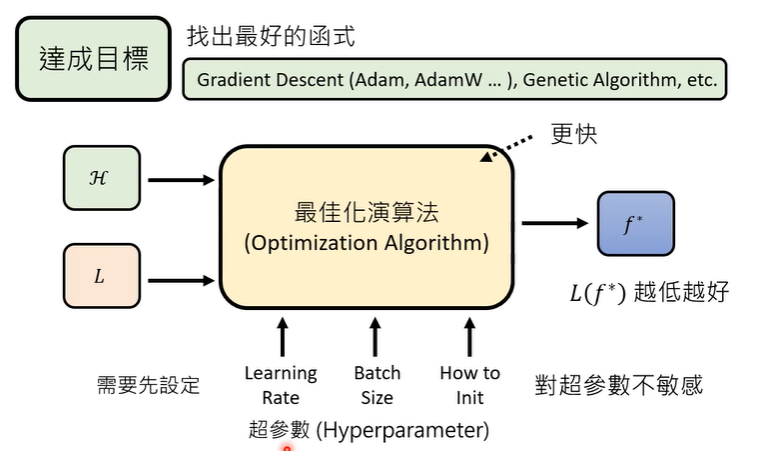 達成目標
找出最好的函式
Gradient Descent (Adam, AdamW … ), Genetic Algorithm, etc.
更快
ℋ
最佳化演算法
(Optimization Algorithm)
f*
L
L(f*) 越低越好
需要先設定
Learning Rate
Batch Size
How to Init
對超參數不敏感
超參數 (Hyperparameter)